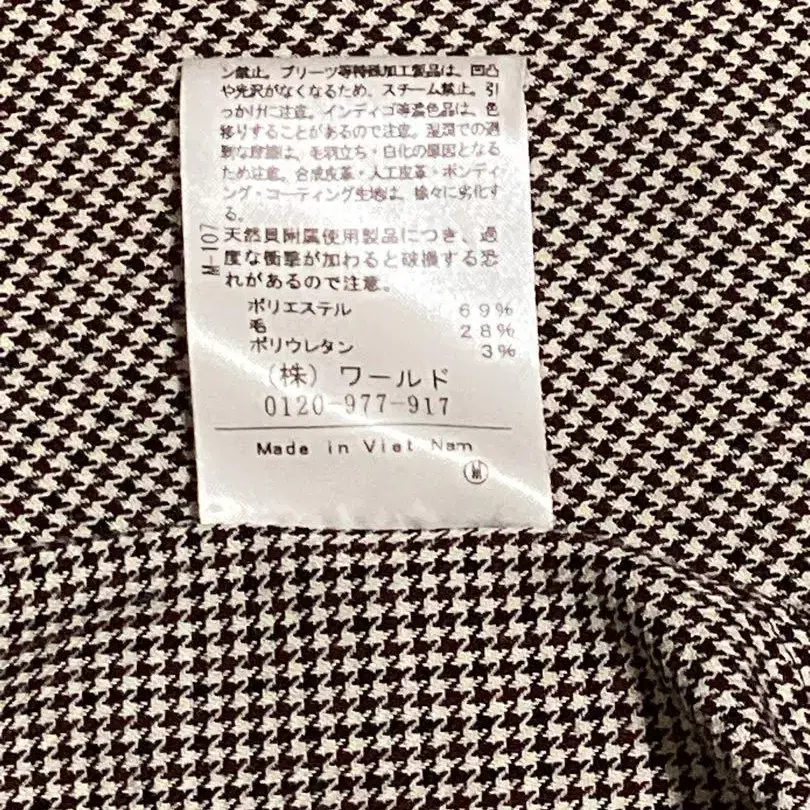 ン禁止。プリーツ等特殊加工製品は、凹凸
や光沢がなくなるため、スチーム禁止。引
っかけに注意。インディゴ等濃色品は、色
移りすることがあるので注意。湿潤での過
度な摩擦は、毛羽立ち・白化の原因となる
ため注意。合成皮革・人工皮革・ボンディ
ング・コーティング生地は、徐々に劣化す
る。
天然貝附属使用製品につき、過
度な衝撃が加わると破損する恐
れがあるので注意。
M-107
ポリエステル 69%
毛 28%
ポリウレタン 3%
(株) ワールド
0120-977-917
Made in Viet Nam
M